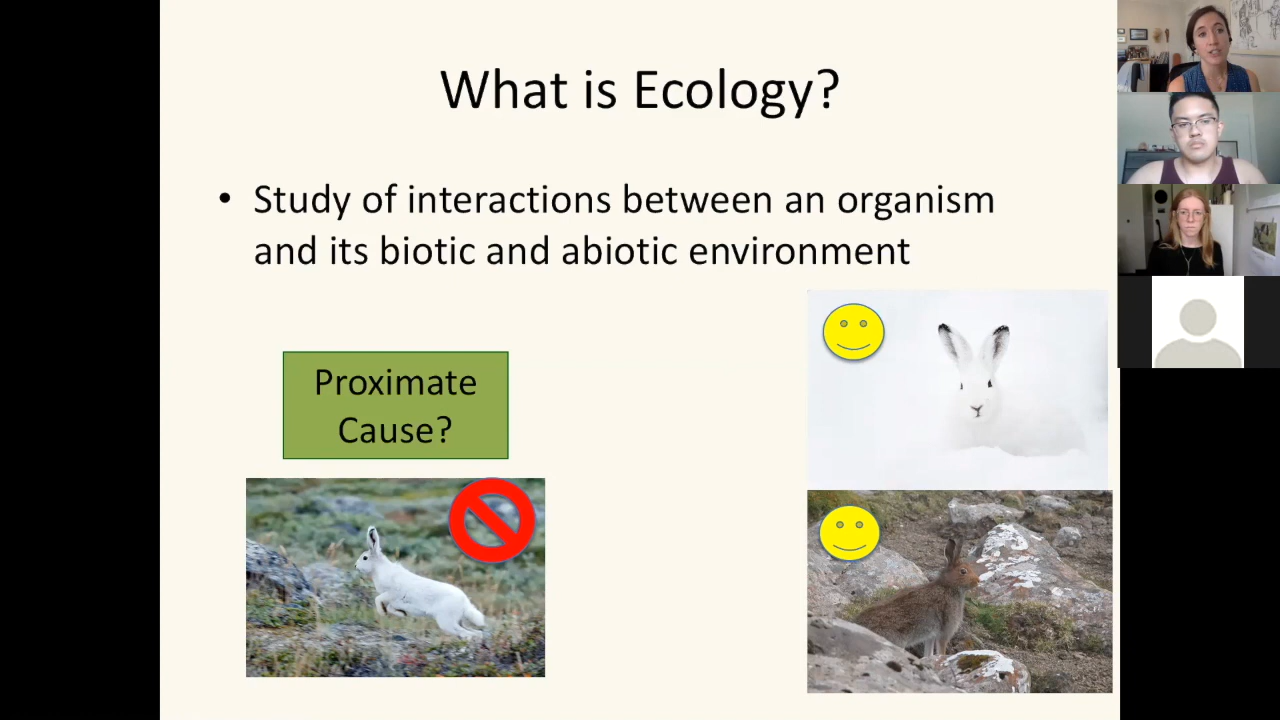 What is Ecology?
• Study of interactions between an organism
and its biotic and abiotic environment
Proximate
Cause?